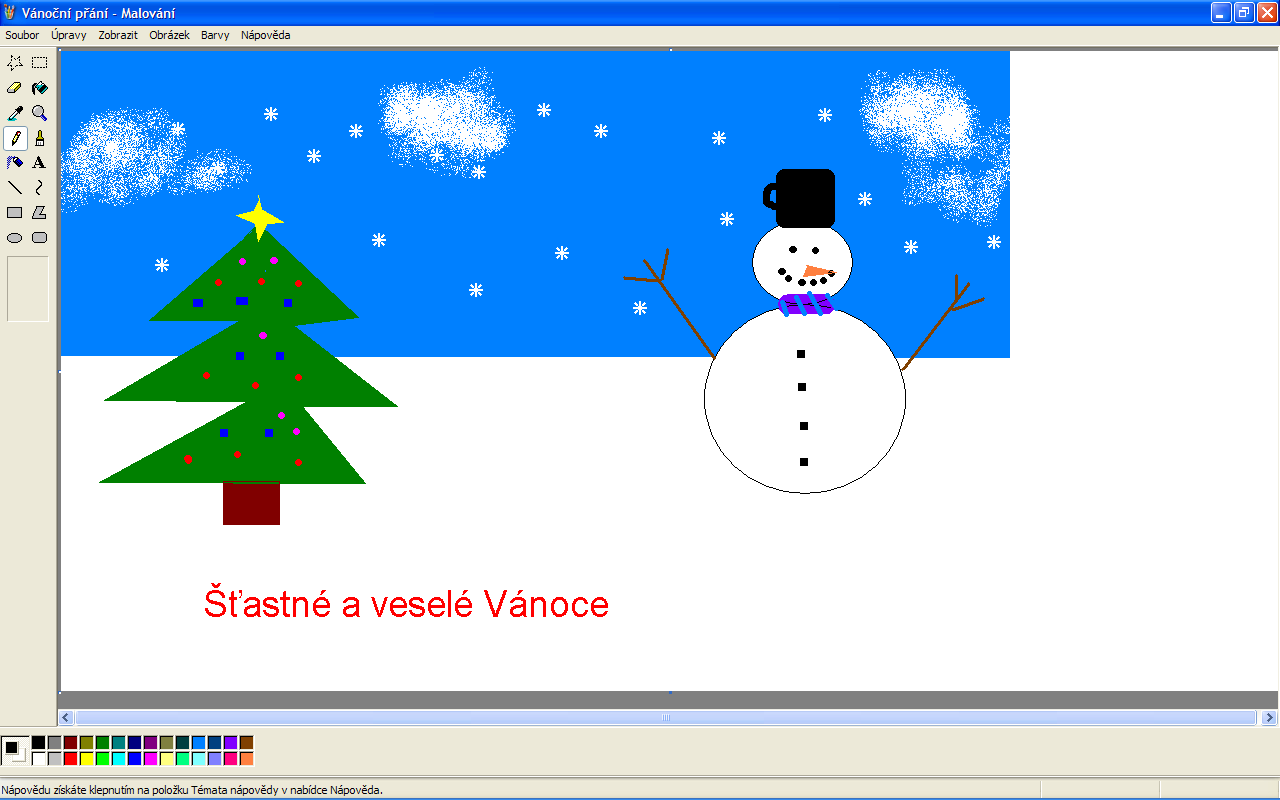 Vánoční přání - Malování
Soubor Úpravy Zobrazit Obrázek Barvy Nápověda
A
Šťastné a veselé Vánoce
Nápovědu získáte klepnutím na položku Témata nápovědy v nabídce Nápověda.